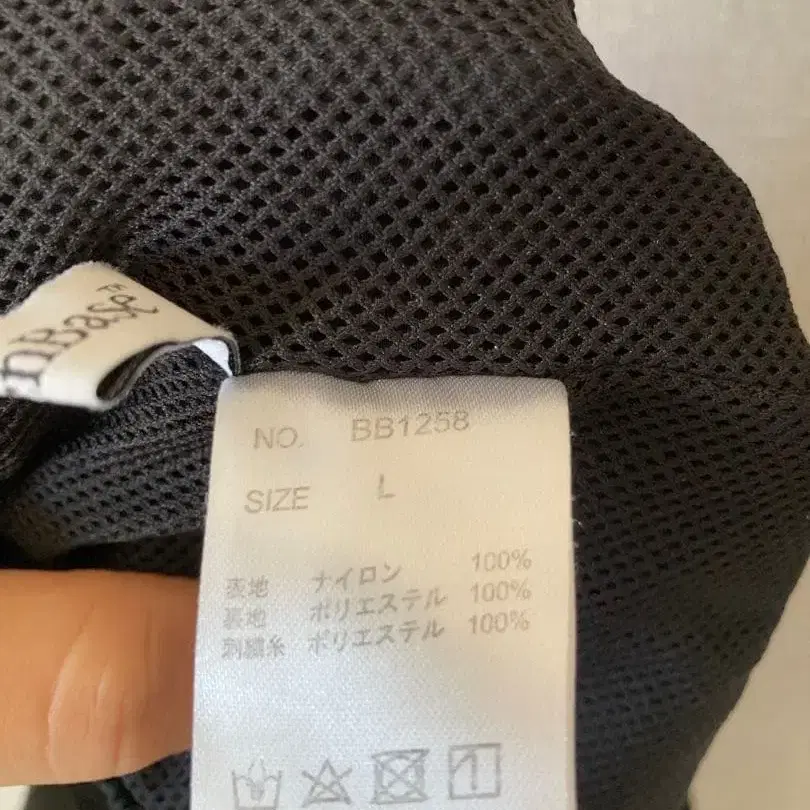 nBase™
NO. BB1258
SIZE L
表地 ナイロン 100%
裏地 ポリエステル 100%
刺繍糸 ポリエステル 100%